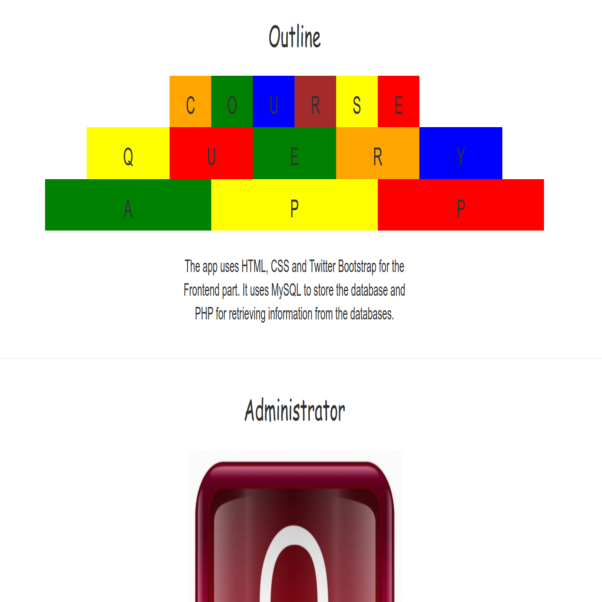 Outline
C O U R S E
Q U E R Y
A P P
The app uses HTML, CSS and Twitter Bootstrap for the
Frontend part. It uses MySQL to store the database and
PHP for retrieving information from the databases.
Administrator